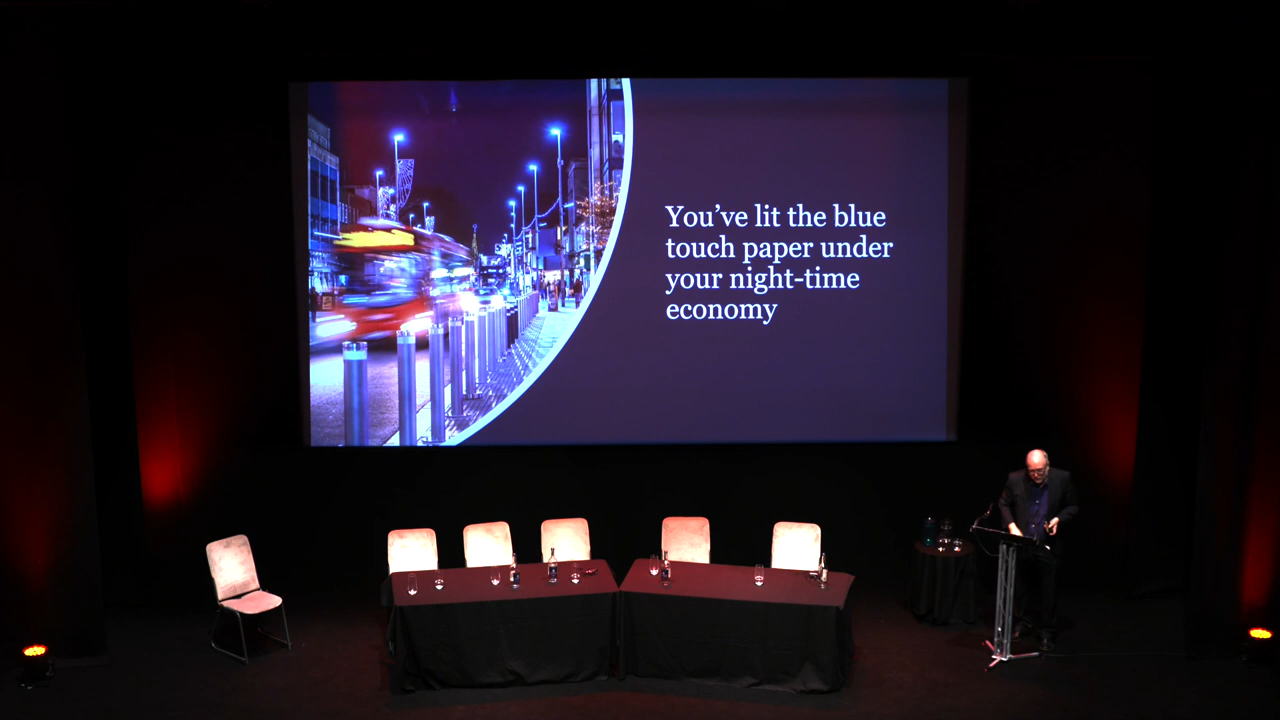 You’ve lit the blue
touch paper under
your night-time
economy